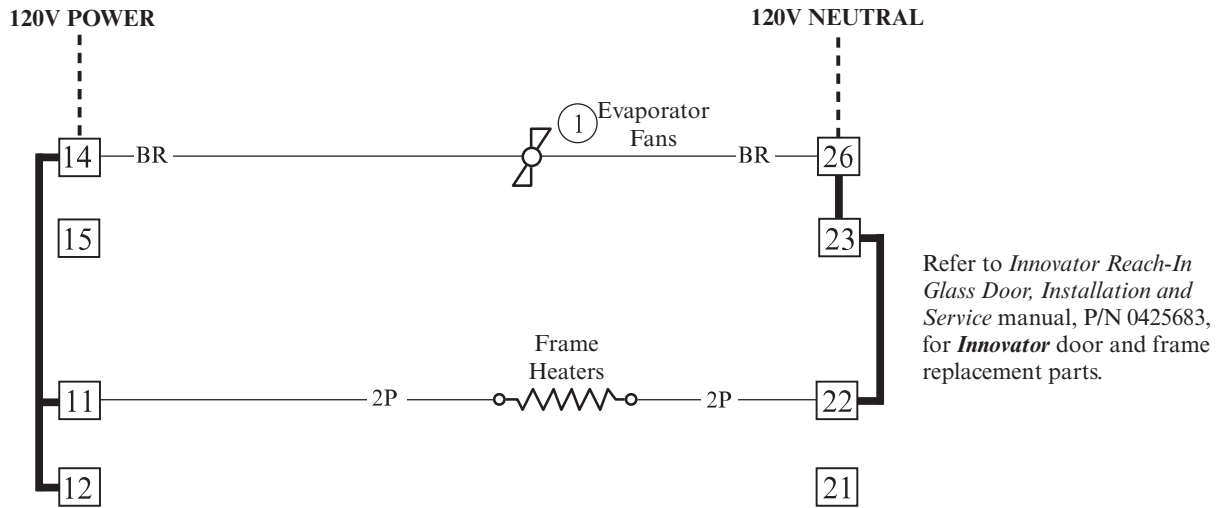 120V POWER
120V NEUTRAL
1
Evaporator
Fans
14
BR
BR
26
15
23
Refer to Innovator Reach-In
Glass Door, Installation and
Service manual, P/N 0425683,
for Innovator door and frame
replacement parts.
Frame
Heaters
11
2P
2P
22
12
21